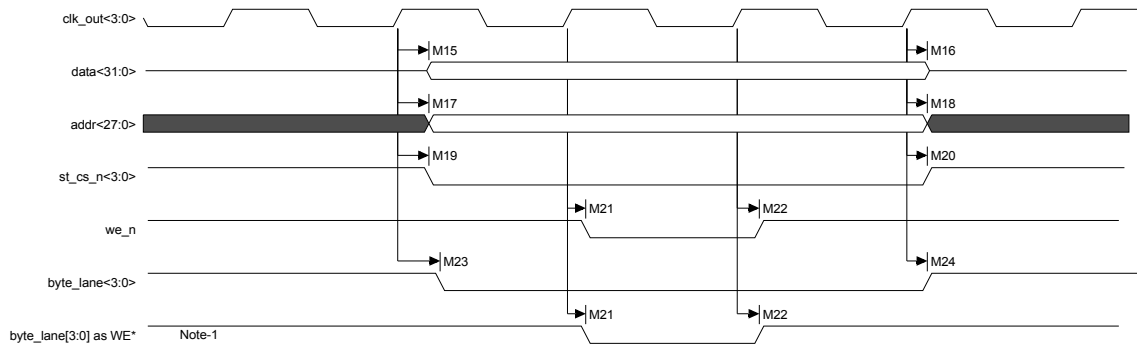 clk_out<3:0>
M15 M16
data<31:0>
M17 M18
addr<27:0>
M19 M20
st_cs_n<3:0>
M21 M22
we_n
M23 M24
byte_lane<3:0>
M21 M22
byte_lane[3:0] as WE* Note-1